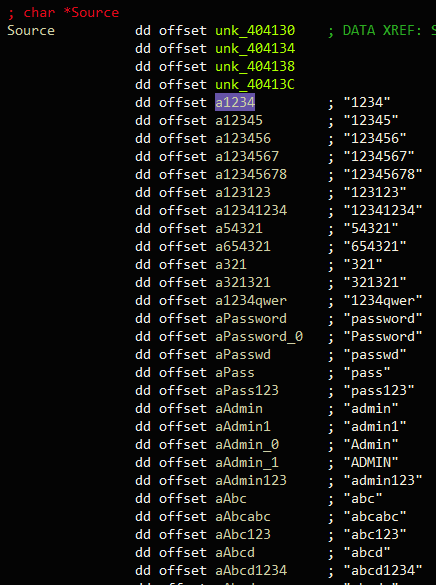 ; char *Source
Source dd offset unk_404130 ; DATA XREF: S
dd offset unk_404134
dd offset unk_404138
dd offset unk_40413C
dd offset a1234 ; "1234"
dd offset a12345 ; "12345"
dd offset a123456 ; "123456"
dd offset a1234567 ; "1234567"
dd offset a12345678 ; "12345678"
dd offset a123123 ; "123123"
dd offset a12341234 ; "12341234"
dd offset a54321 ; "54321"
dd offset a654321 ; "654321"
dd offset a321 ; "321"
dd offset a321321 ; "321321"
dd offset a1234qwer ; "1234qwer"
dd offset aPassword ; "password"
dd offset aPassword_0 ; "Password"
dd offset aPasswd ; "passwd"
dd offset aPass ; "pass"
dd offset aPass123 ; "pass123"
dd offset aAdmin ; "admin"
dd offset aAdmin1 ; "admin1"
dd offset aAdmin_0 ; "Admin"
dd offset aAdmin_1 ; "ADMIN"
dd offset aAdmin123 ; "admin123"
dd offset aAbc ; "abc"
dd offset aAbcabc ; "abcabc"
dd offset aAbc123 ; "abc123"
dd offset aAbcd ; "abcd"
dd offset aAbcd1234 ; "abcd1234"